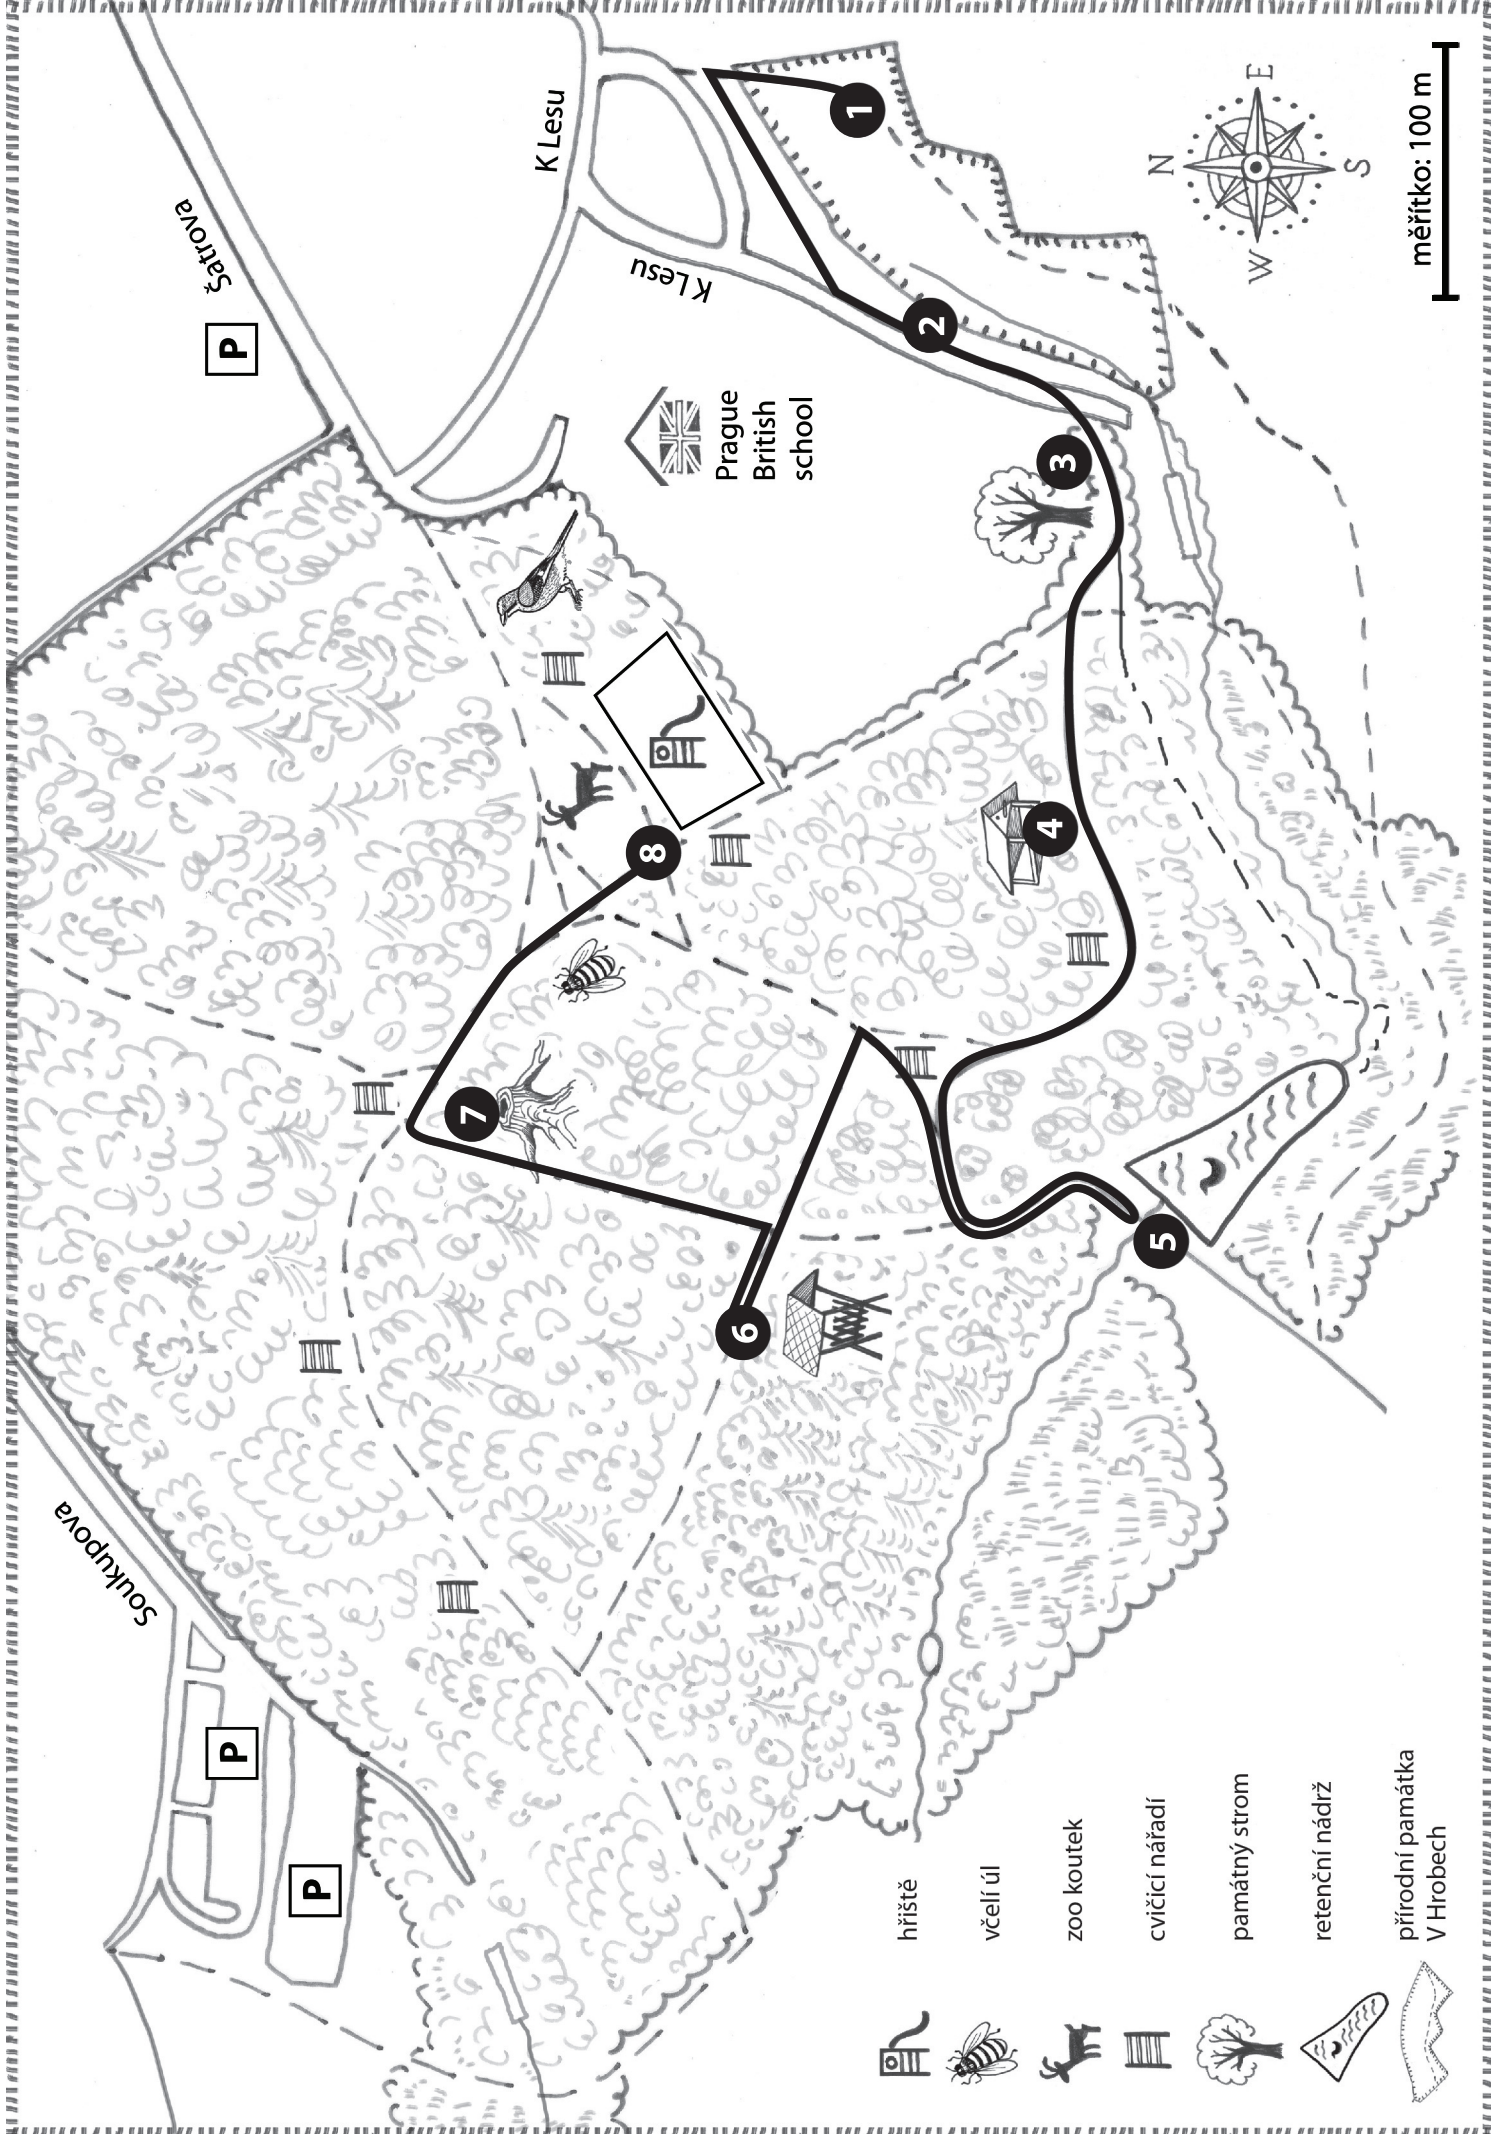 Šatrova
K Lesu
K Lesu
P
Prague
British
school
1
2
3
4
5
6
7
8
Soukupova
P
P
N
E
S
W
měřítko: 100 m
hřiště
včelí úl
zoo koutek
cvičicí nářadí
památný strom
retenční nádrž
přírodní památka
V Hrobech